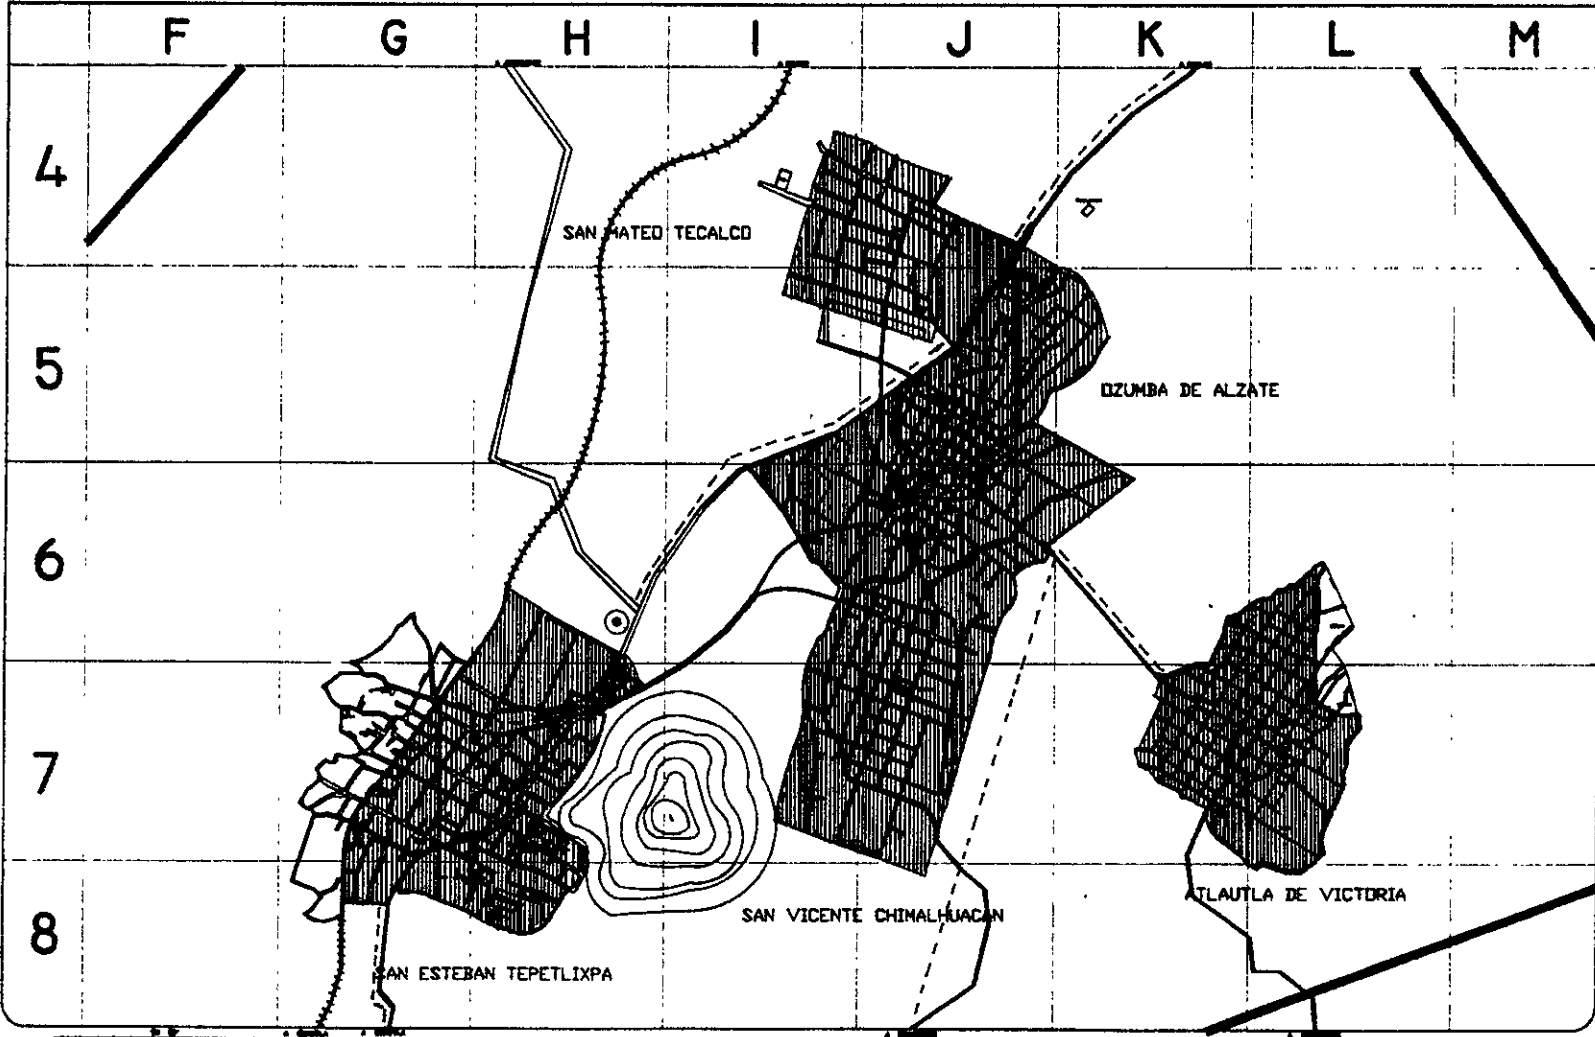 F G H I J K L M
4
SAN MATEO TECALCO
5
OZUMBA DE ALZATE
6
7
ATLAUTLA DE VICTORIA
SAN VICENTE CHIMALHUACAN
8
SAN ESTEBAN TEPETLIXPA